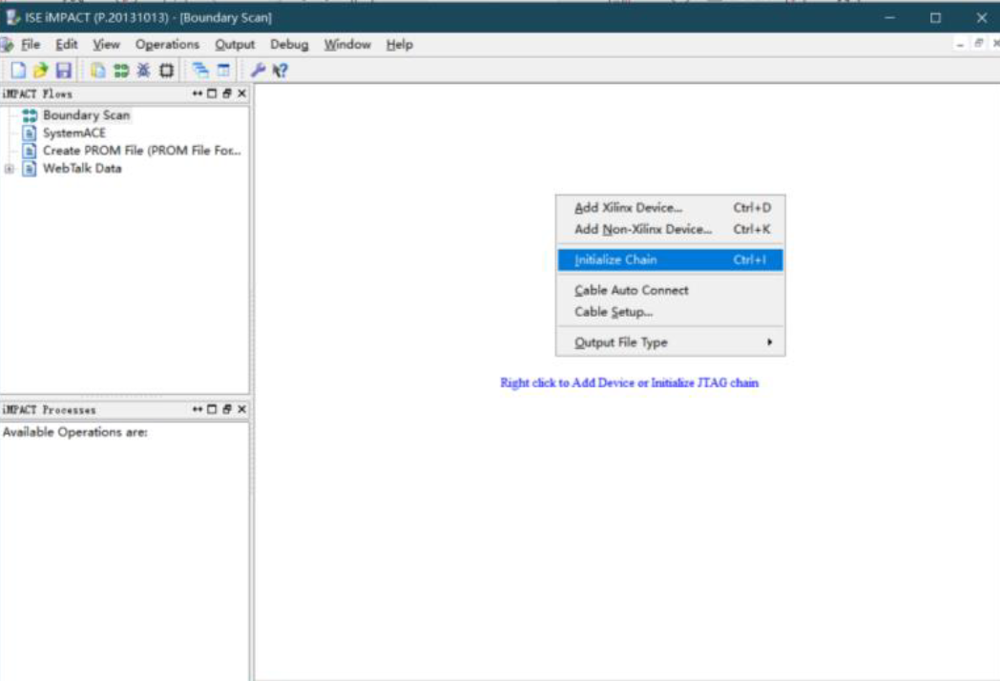 ISE iMPACT (P.20131013) - [Boundary Scan]
File Edit View Operations Output Debug Window Help
iMPACT Flows
Boundary Scan
SystemACE
Create PROM File (PROM File For...
WebTalk Data
Add Xilinx Device... Ctrl+D
Add Non-Xilinx Device... Ctrl+K
Initialize Chain Ctrl+I
Cable Auto Connect
Cable Setup...
Output File Type
Right click to Add Device or Initialize JTAG chain
iMPACT Processes
Available Operations are: